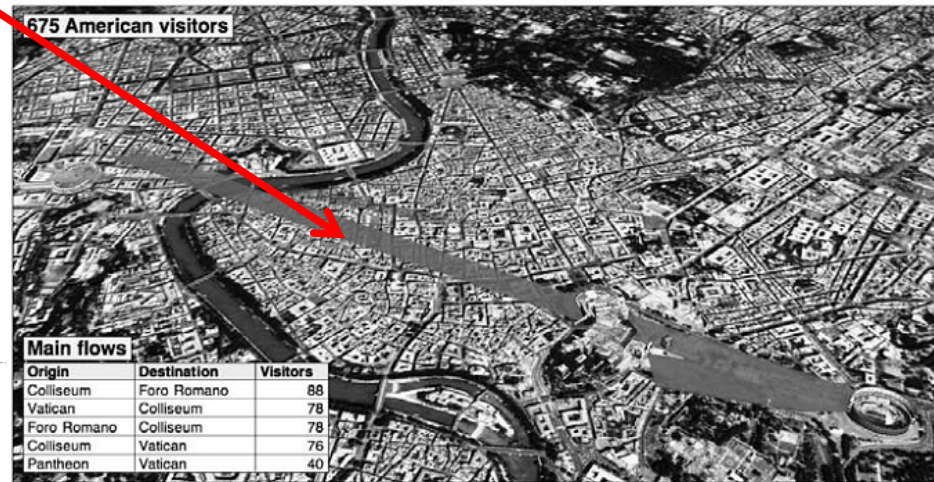 675 American visitors
Main flows
Origin Destination Visitors
Colliseum Foro Romano 88
Vatican Colliseum 78
Foro Romano Colliseum 78
Colliseum Vatican 76
Pantheon Vatican 40